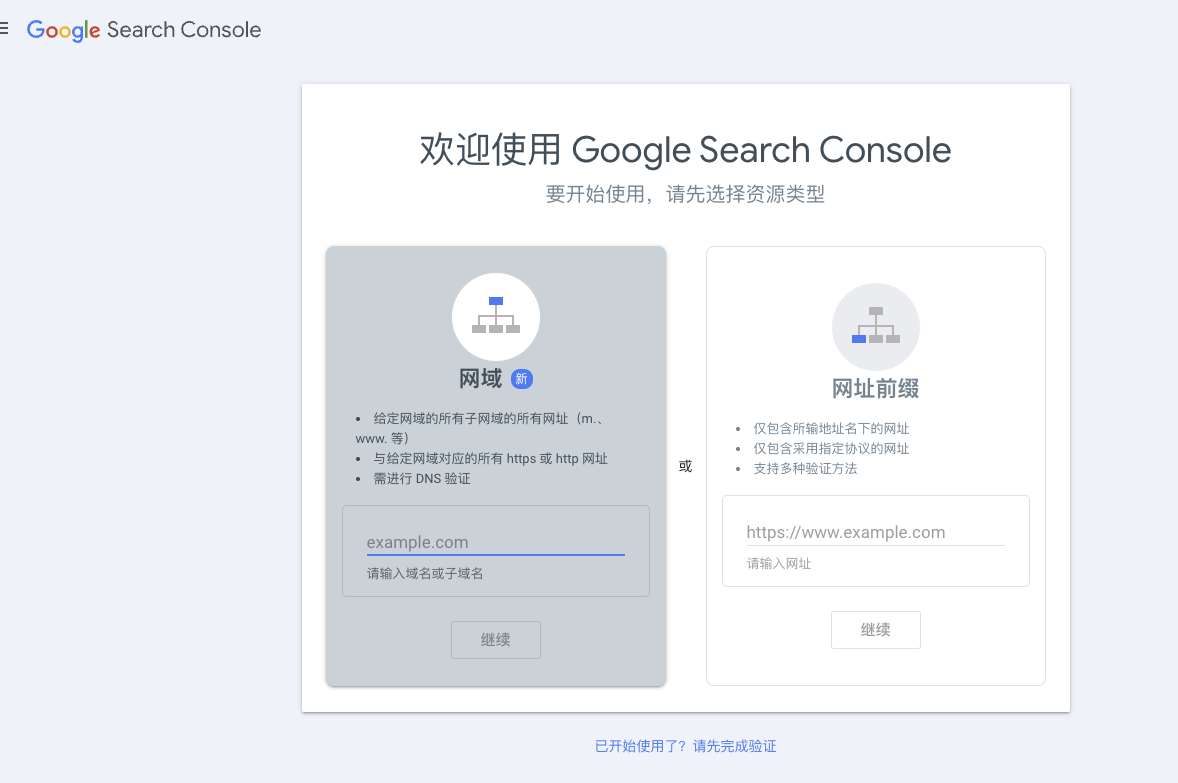 Google Search Console
欢迎使用 Google Search Console
要开始使用，请先选择资源类型
网域 新
• 给定网域的所有子网域的所有网址（m.、
www. 等）
• 与给定网域对应的所有 https 或 http 网址
• 需进行 DNS 验证
example.com
请输入域名或子域名
继续
或
网址前缀
• 仅包含所输地址名下的网址
• 仅包含采用指定协议的网址
• 支持多种验证方法
https://www.example.com
请输入网址
继续
已开始使用了？请先完成验证